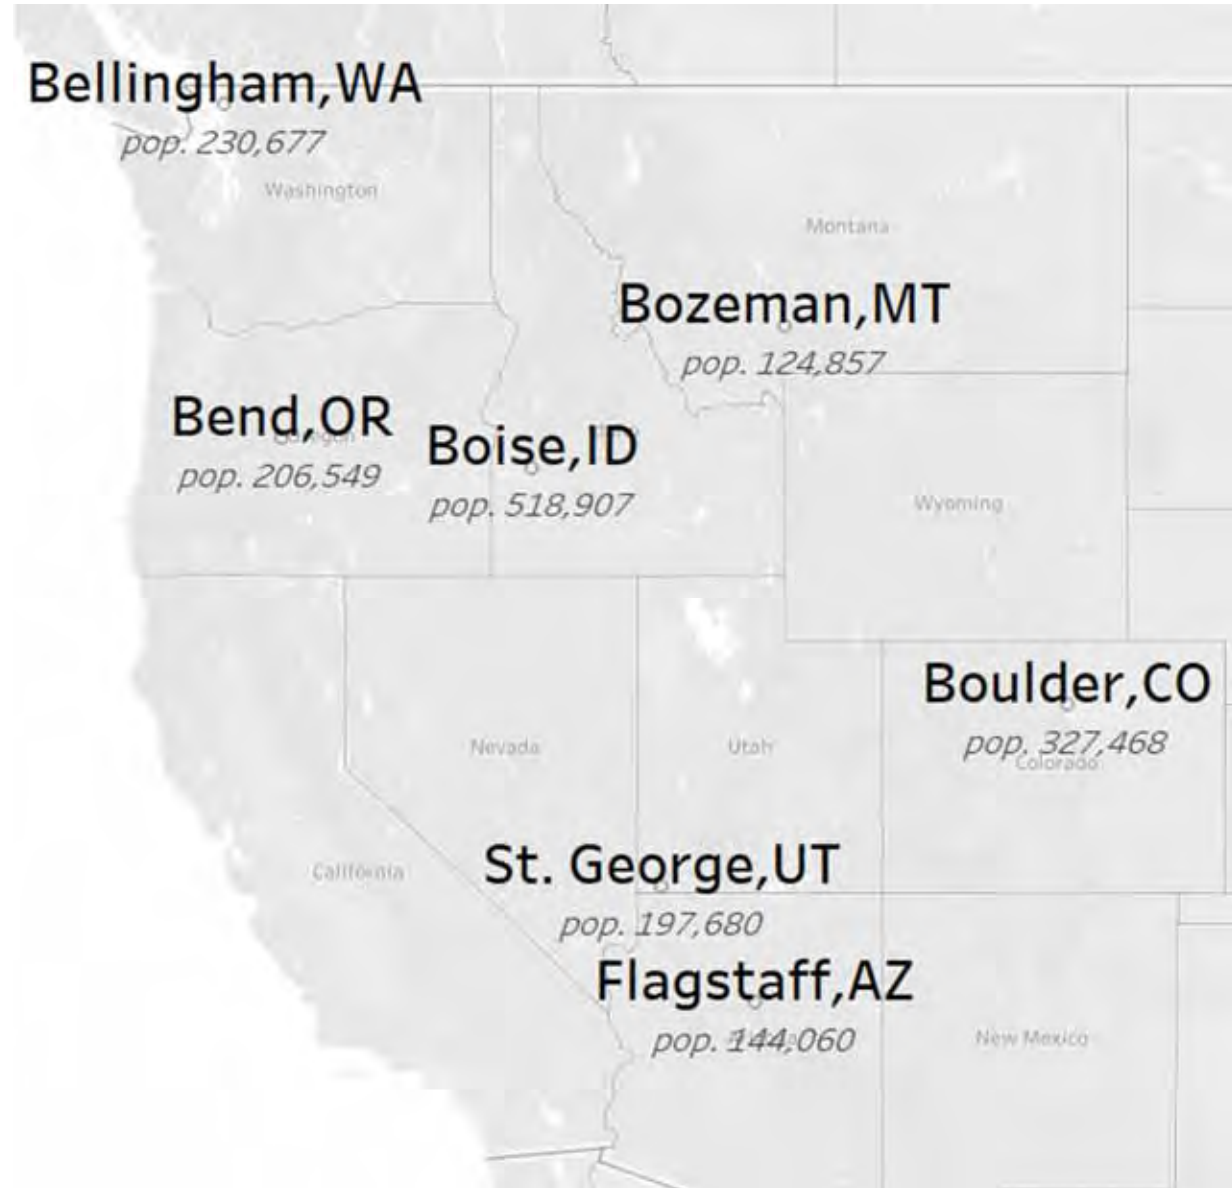 Bellingham,WA
pop. 230,677
Washington
Montana
Bozeman,MT
pop. 124,857
Bend,OR
Oregon
pop. 206,549
Boise,ID
pop. 518,907
Wyoming
Boulder,CO
pop. 327,468
Colorado
Nevada
Utah
California
St. George,UT
pop. 197,680
Flagstaff,AZ
pop. 144,060
New Mexico